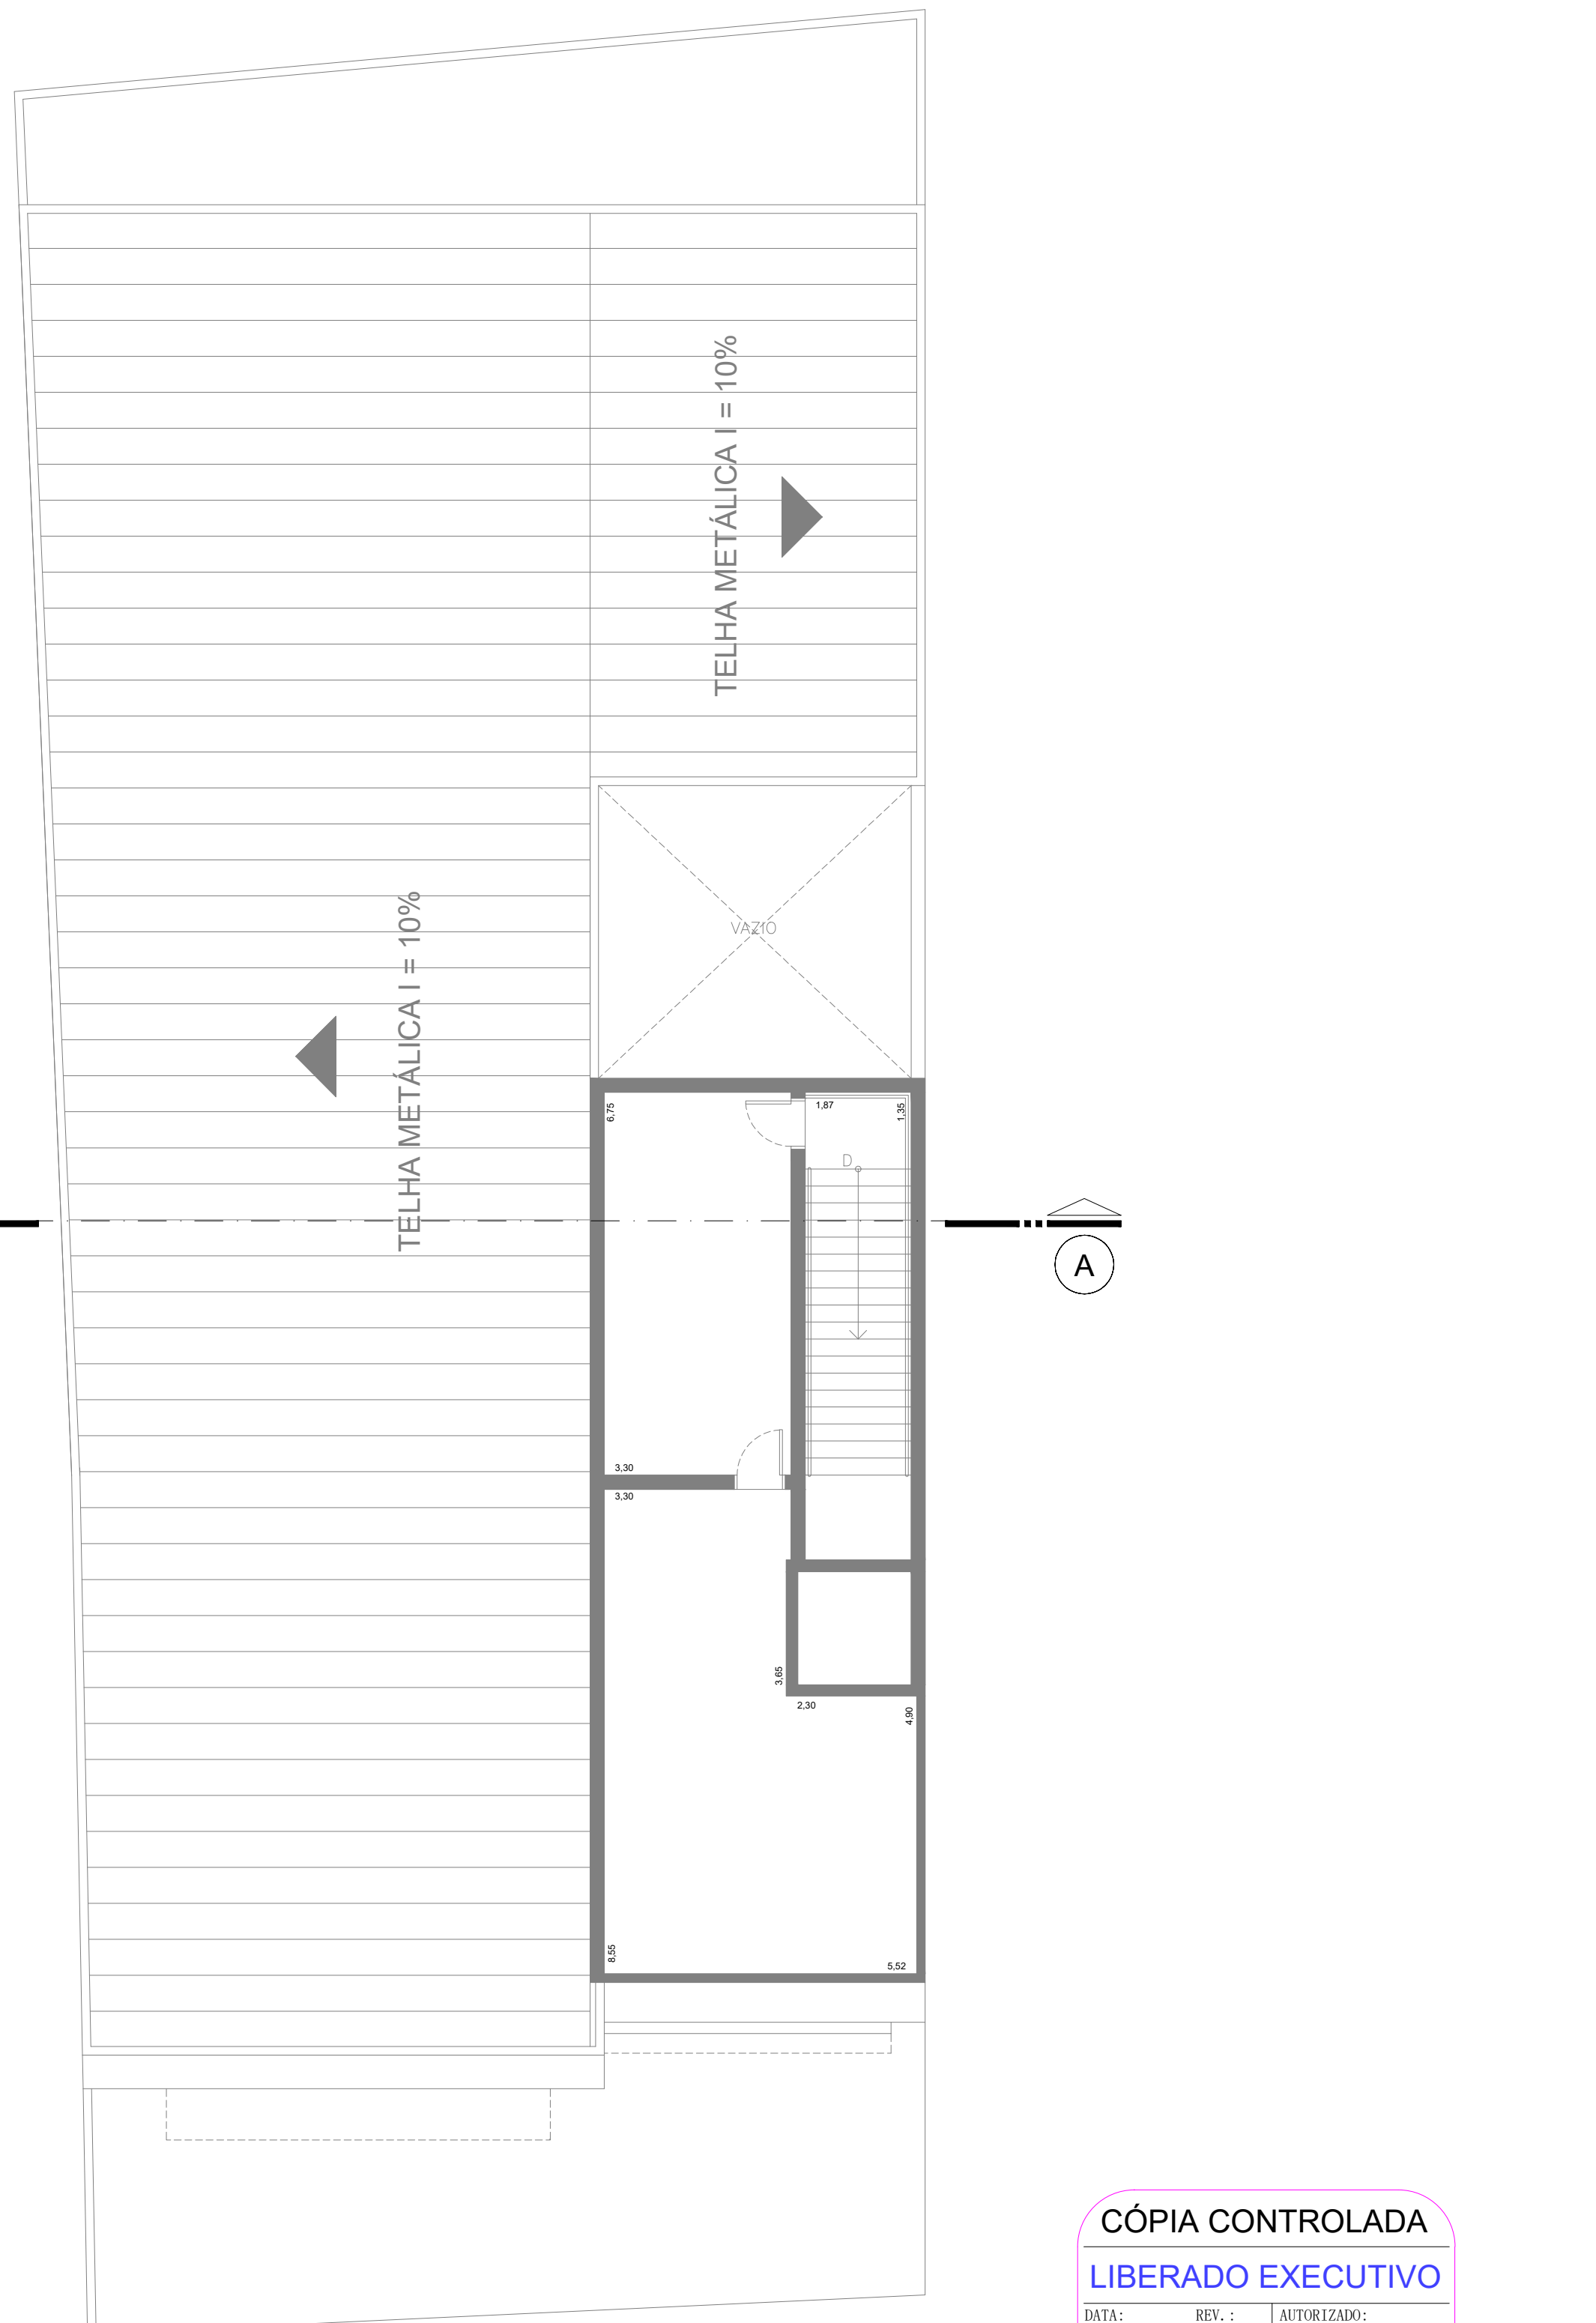 TELHA METÁLICA I = 10%
VAZIO
TELHA METÁLICA I = 10%
6,75
1,87
1,35
D
A
3,30
3,30
3,65
2,30
4,90
8,55
5,52
CÓPIA CONTROLADA
LIBERADO EXECUTIVO
DATA: REV.: AUTORIZADO: